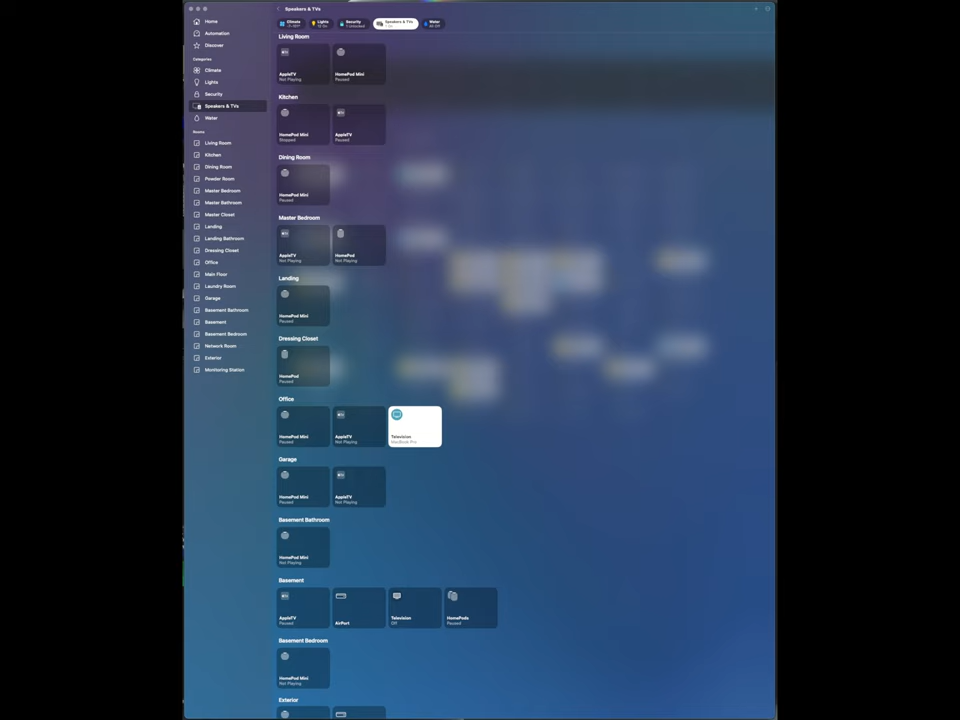 Speakers & TVs
Home
Automation
Discover
Categories
Climate
Lights
Security
Speakers & TVs
Water
Rooms
Living Room
Kitchen
Dining Room
Powder Room
Master Bedroom
Master Bathroom
Master Closet
Landing
Landing Bathroom
Dressing Closet
Office
Main Floor
Laundry Room
Garage
Basement Bathroom
Basement
Basement Bedroom
Network Room
Exterior
Monitoring Station
Climate
Lights
Security
Speakers & TVs
Water
Living Room
AppleTV
Not Playing
HomePod Mini
Paused
Kitchen
HomePod Mini
Stopped
AppleTV
Paused
Dining Room
HomePod Mini
Paused
Master Bedroom
AppleTV
Not Playing
HomePod
Not Playing
Landing
HomePod Mini
Paused
Dressing Closet
HomePod
Paused
Office
HomePod Mini
Paused
AppleTV
Not Playing
Television
MacBook Pro
Garage
HomePod Mini
Paused
AppleTV
Not Playing
Basement Bathroom
HomePod Mini
Not Playing
Basement
AppleTV
Paused
AirPort
Television
Off
HomePods
Paused
Basement Bedroom
HomePod Mini
Not Playing
Exterior